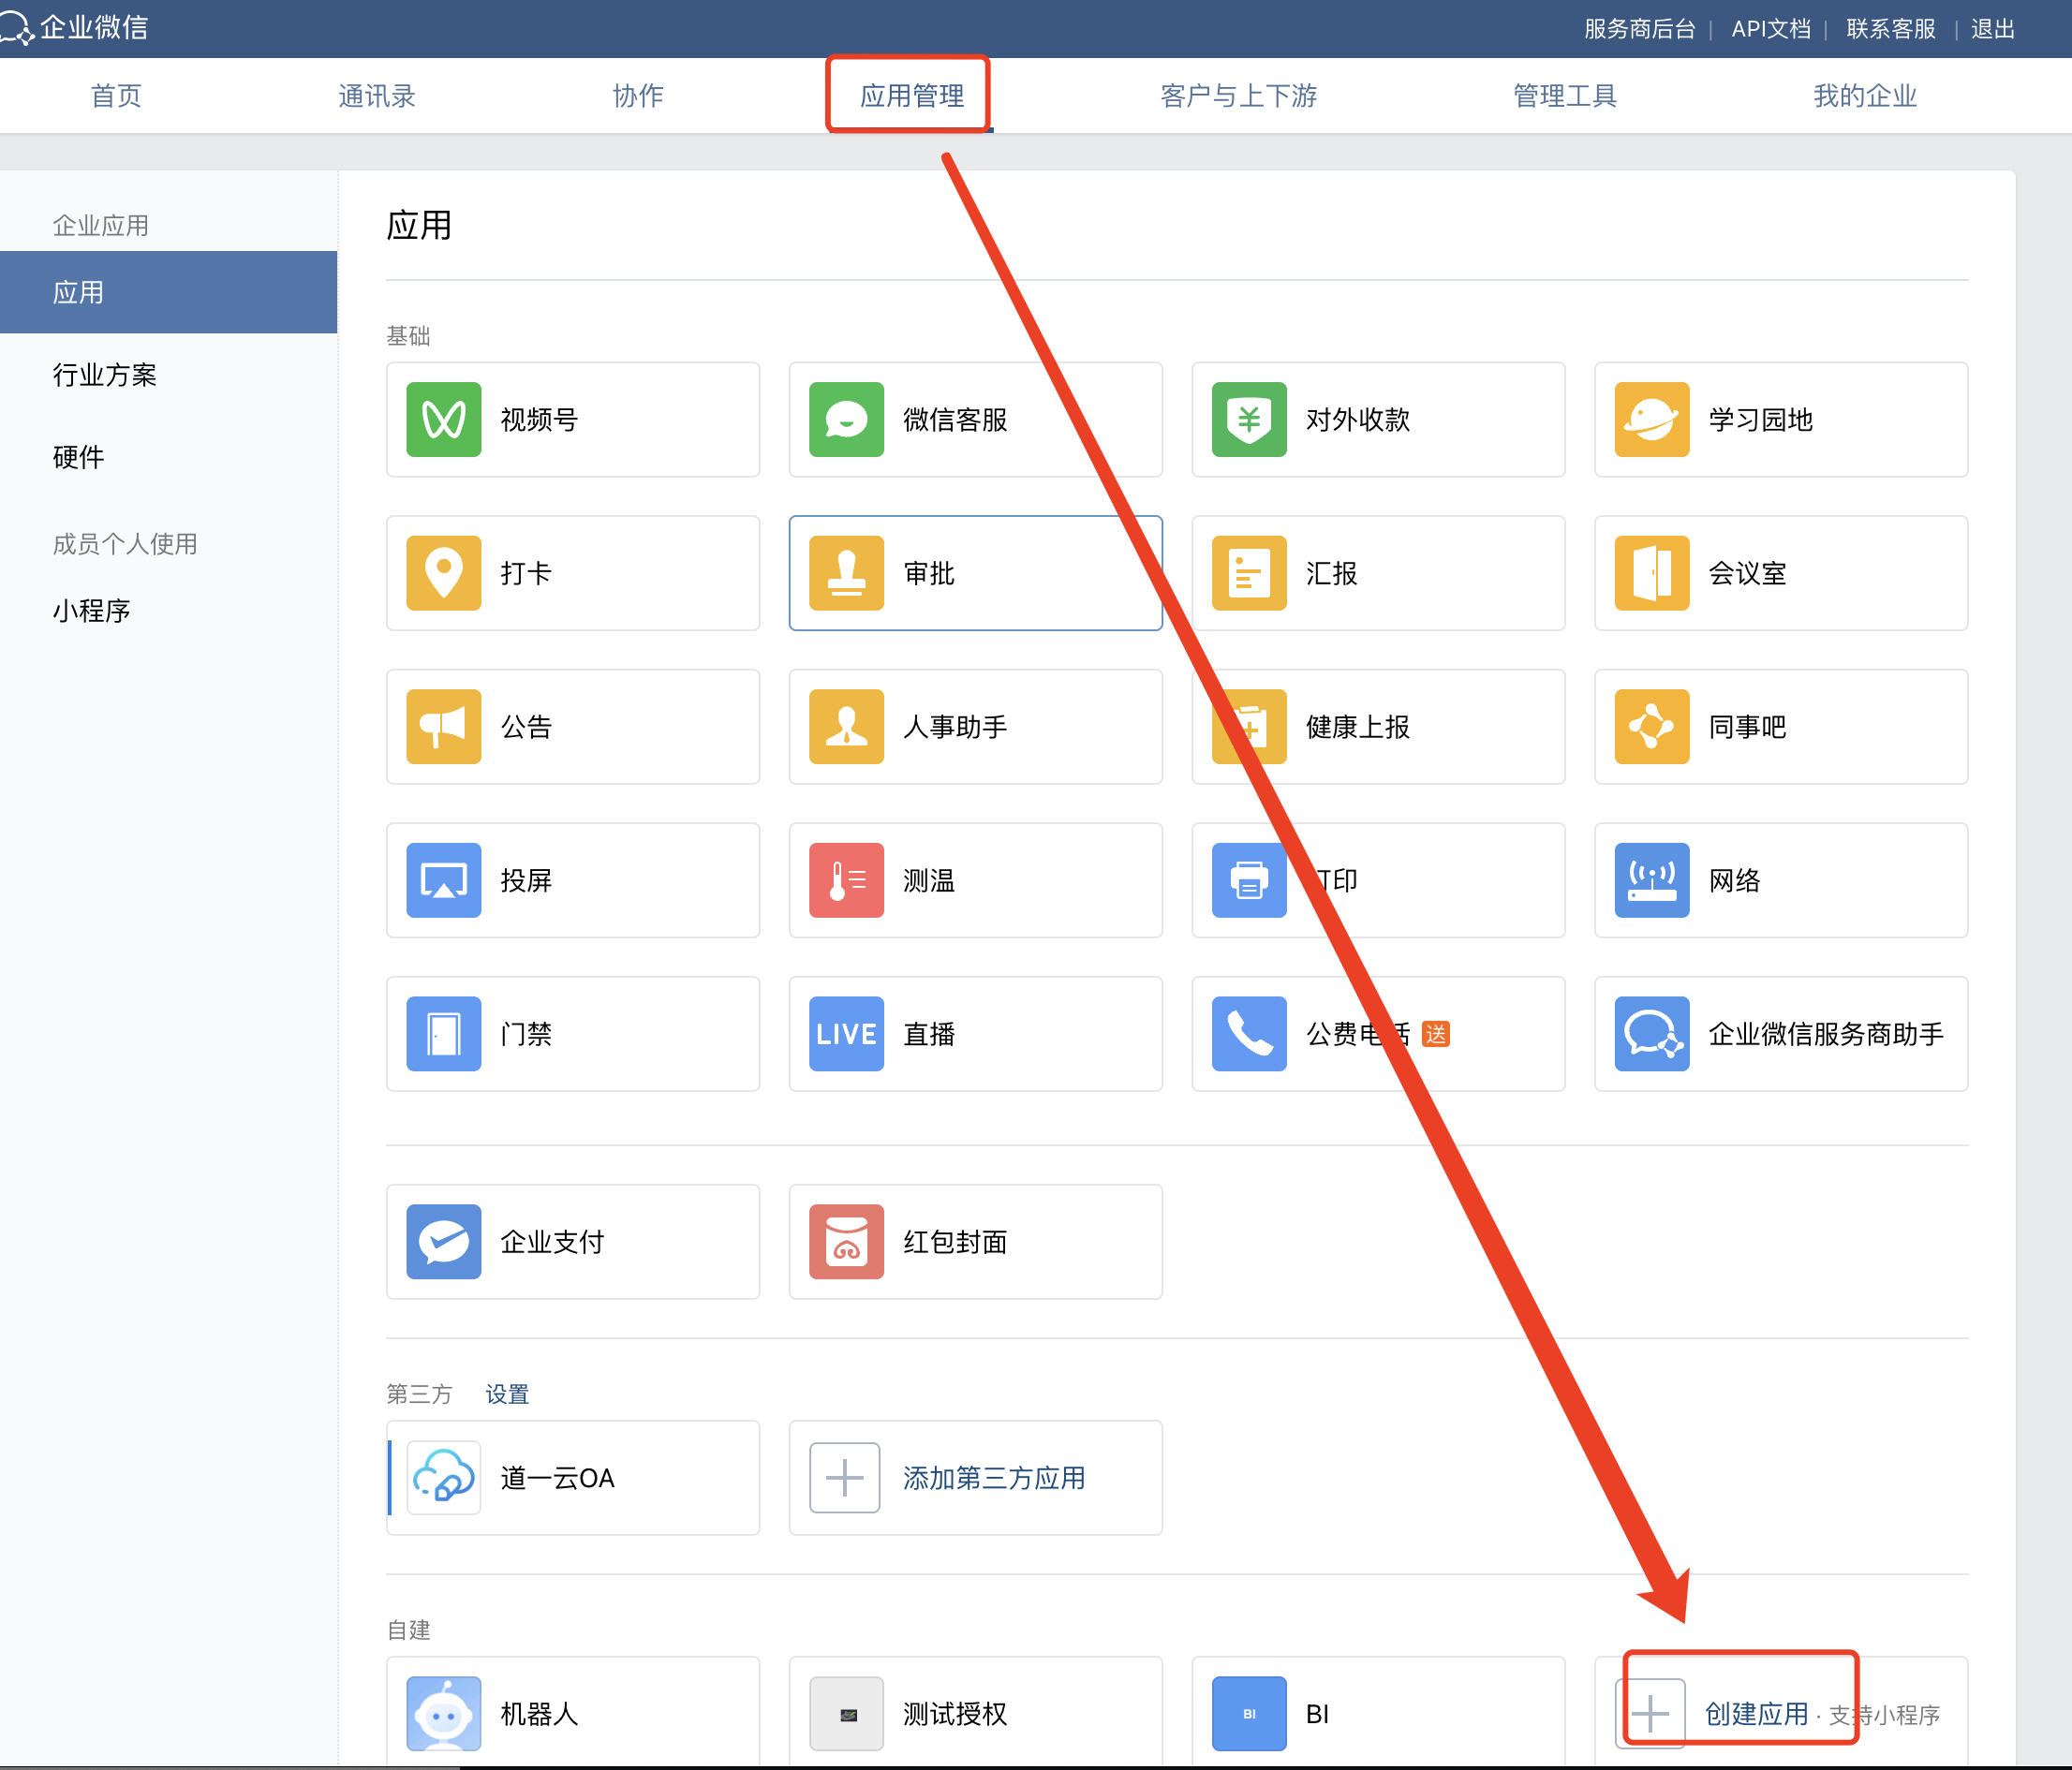 企业微信
服务商后台 | API文档 | 联系客服 | 退出
首页 通讯录 协作 应用管理 客户与上下游 管理工具 我的企业
企业应用
应用
行业方案
硬件
成员个人使用
小程序
应用
基础
视频号 微信客服 对外收款 学习园地
打卡 审批 汇报 会议室
公告 人事助手 健康上报 同事吧
投屏 测温 打印 网络
门禁 LIVE 直播 公费电话 送 企业微信服务商助手
企业支付 红包封面
第三方 设置
道一云OA 添加第三方应用
自建
机器人 测试授权 BI BI 创建应用 · 支持小程序